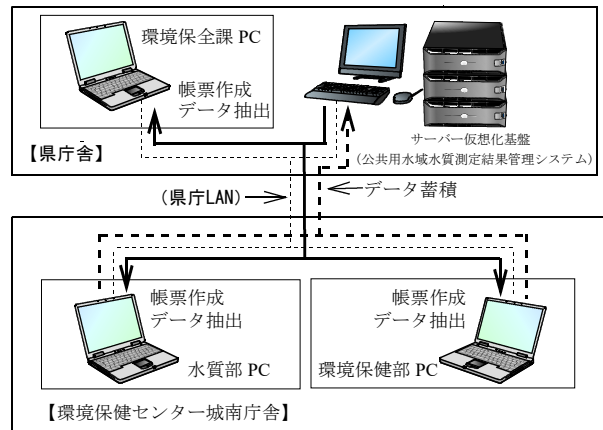 環境保全課 PC
帳票作成
データ抽出
サーバー仮想化基盤
(公共用水域水質測定結果管理システム)
【県庁舎】
(県庁LAN)
データ蓄積
帳票作成
データ抽出
水質部 PC
帳票作成
データ抽出
環境保健部 PC
【環境保健センター城南庁舎】